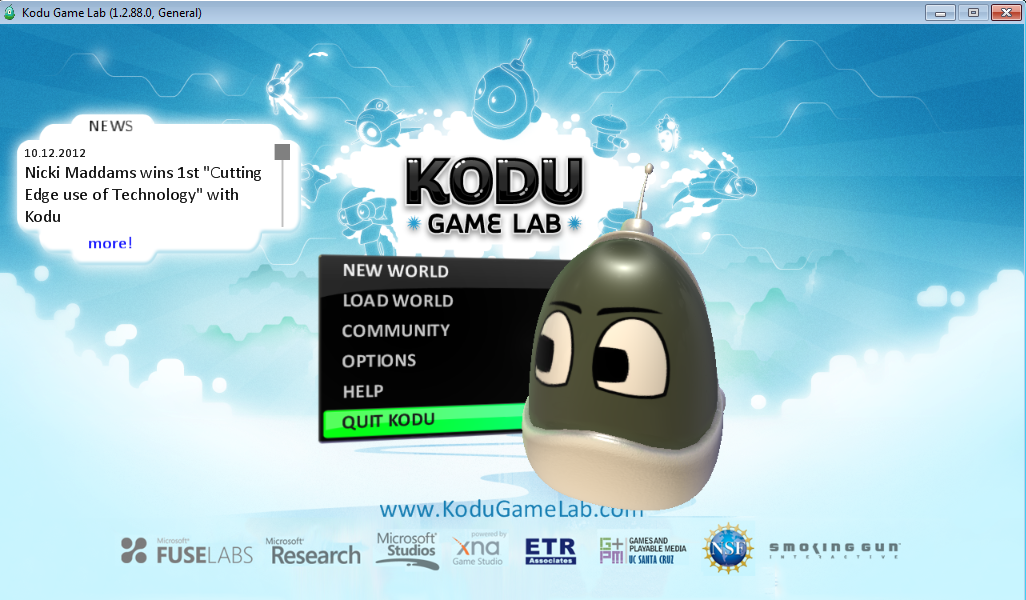 Kodu Game Lab (1.2.88.0, General)
NEWS
10.12.2012
Nicki Maddams wins 1st "Cutting
Edge use of Technology" with
Kodu
more!
KODU
GAME LAB
NEW WORLD
LOAD WORLD
COMMUNITY
OPTIONS
HELP
QUIT KODU
www.KoduGameLab.com
Microsoft
FUSELABS
Microsoft
Research
Microsoft
Studios
powered by
xna
Game Studio
ETR
Associates
G+PM
GAMES AND
PLAYABLE MEDIA
UC SANTA CRUZ
NSF
SMOKING GUN
INTERACTIVE